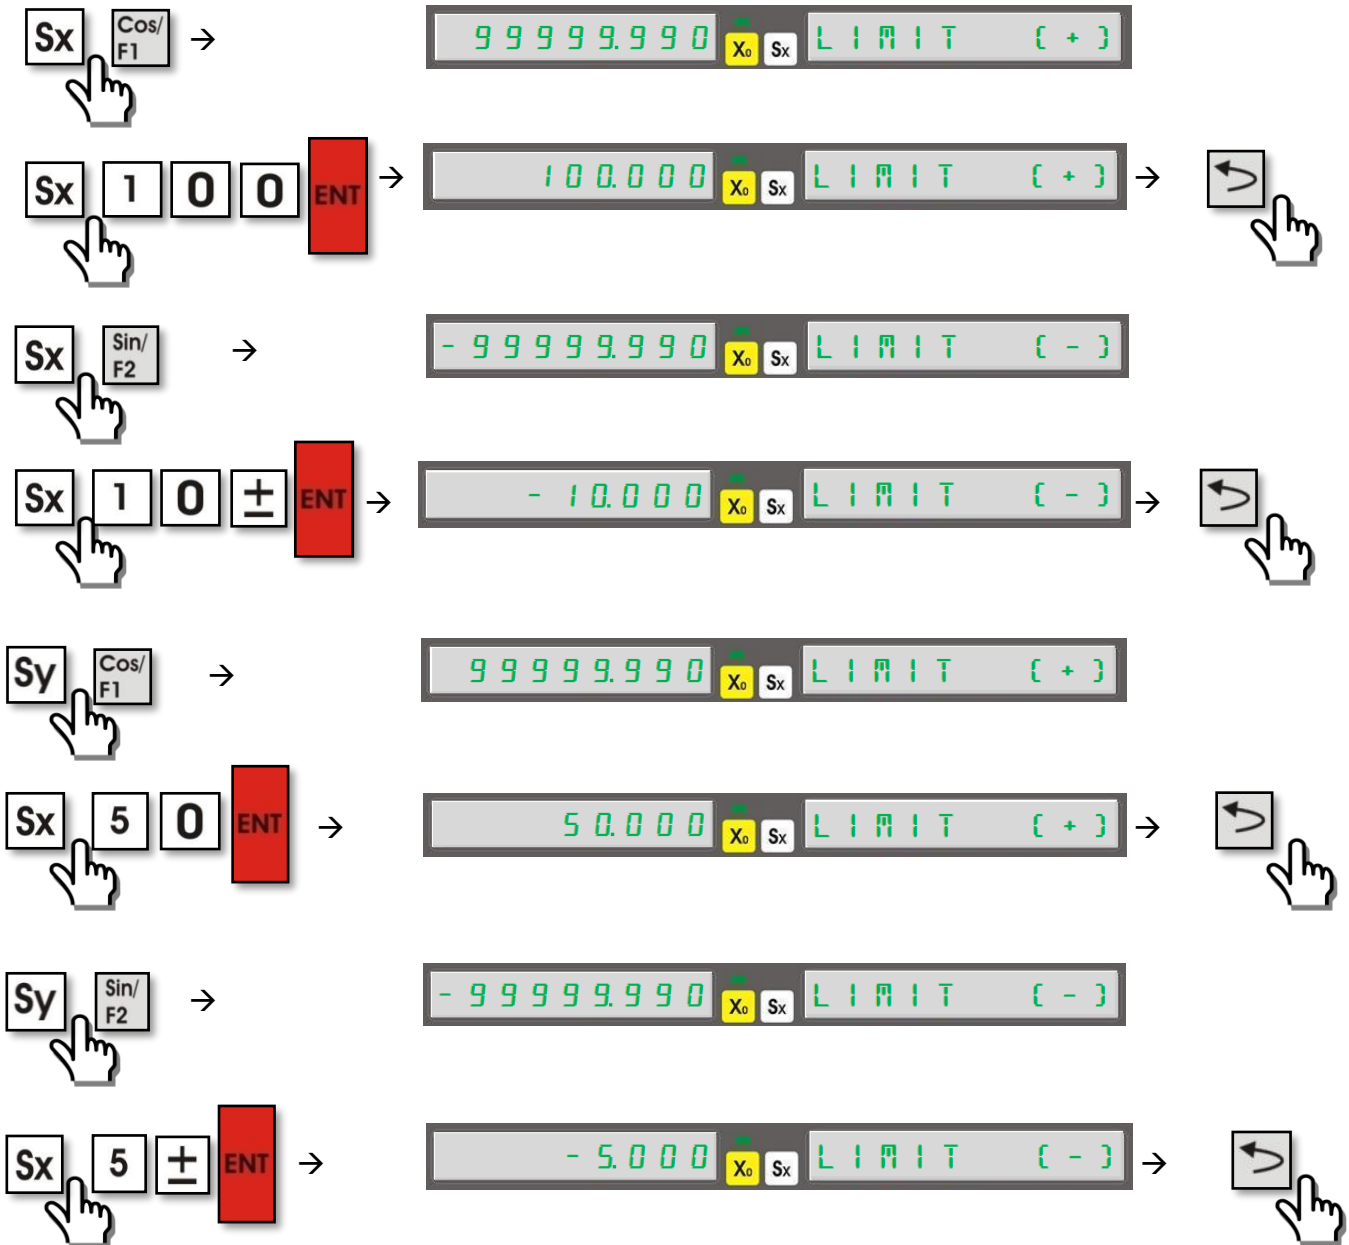 Sx Cos/ F1 → 99999.990 X₀ Sx LIMIT (+)
Sx 1 0 0 ENT → 100.000 X₀ Sx LIMIT (+) →
Sx Sin/ F2 → -99999.990 X₀ Sx LIMIT (-)
Sx 1 0 ± ENT → -10.000 X₀ Sx LIMIT (-) →
Sy Cos/ F1 → 99999.990 X₀ Sx LIMIT (+)
Sx 5 0 ENT → 50.000 X₀ Sx LIMIT (+) →
Sy Sin/ F2 → -99999.990 X₀ Sx LIMIT (-)
Sx 5 ± ENT → -5.000 X₀ Sx LIMIT (-) →